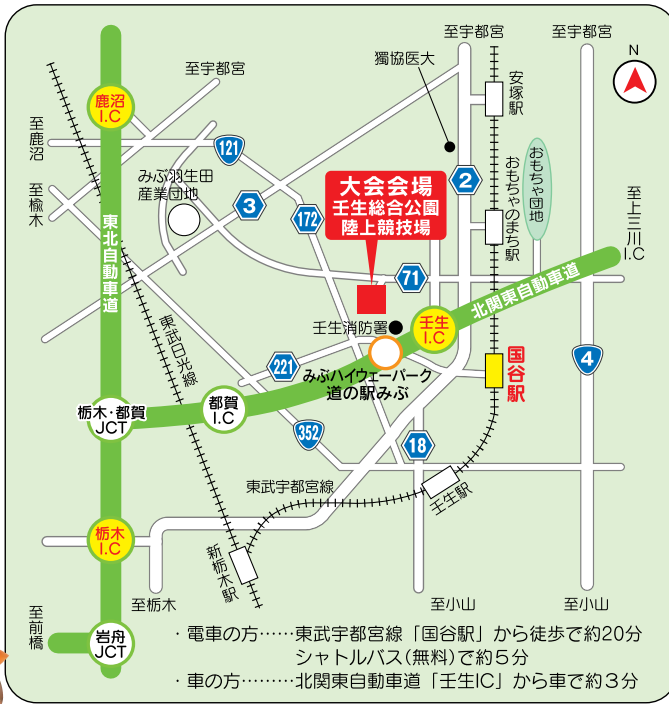 至宇都宮
至宇都宮
至宇都宮
N
獨協医大
安塚駅
鹿沼
I.C
至鹿沼
121
みぶ羽生田
産業団地
おもちゃ団地
おもちゃのまち駅
2
大会会場
壬生総合公園
陸上競技場
至楡木
3
172
至上三川
I.C
東北自動車道
71
北関東自動車道
壬生消防署
壬生
I.C
東武日光線
221
みぶハイウェーパーク
道の駅みぶ
国谷駅
4
栃木・都賀
JCT
都賀
I.C
352
18
東武宇都宮線
壬生駅
栃木
I.C
新栃木駅
至栃木
至小山
至小山
至前橋
岩舟
JCT
・電車の方……東武宇都宮線「国谷駅」から徒歩で約20分
シャトルバス(無料)で約5分
・車の方………北関東自動車道「壬生IC」から車で約3分